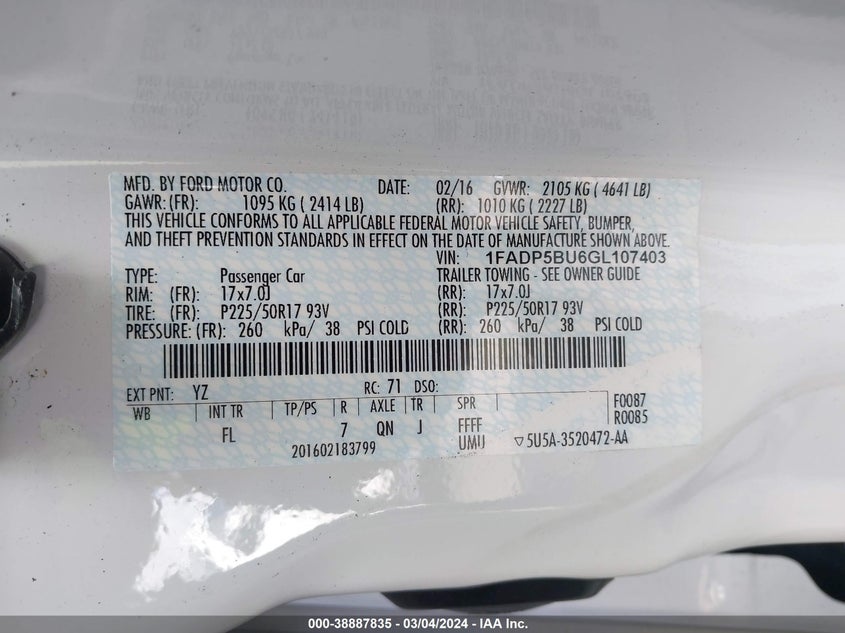 MFD. BY FORD MOTOR CO. DATE: 02/16 GVWR: 2105 KG ( 4641 LB)
GAWR: (FR): 1095 KG ( 2414 LB) (RR): 1010 KG ( 2227 LB)
THIS VEHICLE CONFORMS TO ALL APPLICABLE FEDERAL MOTOR VEHICLE SAFETY, BUMPER,
AND THEFT PREVENTION STANDARDS IN EFFECT ON THE DATE OF MANUFACTURE SHOWN ABOVE.
VIN: 1FADP5BU6GL107403
TYPE: Passenger Car TRAILER TOWING - SEE OWNER GUIDE
RIM: (FR): 17x7.0J (RR): 17x7.0J
TIRE: (FR): P225/50R17 93V (RR): P225/50R17 93V
PRESSURE: (FR): 260 kPa/ 38 PSI COLD (RR): 260 kPa/ 38 PSI COLD
EXT PNT: YZ RC: 71 DSO:
WB INT TR TP/PS R AXLE TR SPR F0087
FL 7 QN J FFFF R0085
201602183799 UMU ▽5U5A-3520472-AA
000-38887835 — 03/04/2024 — IAA Inc.